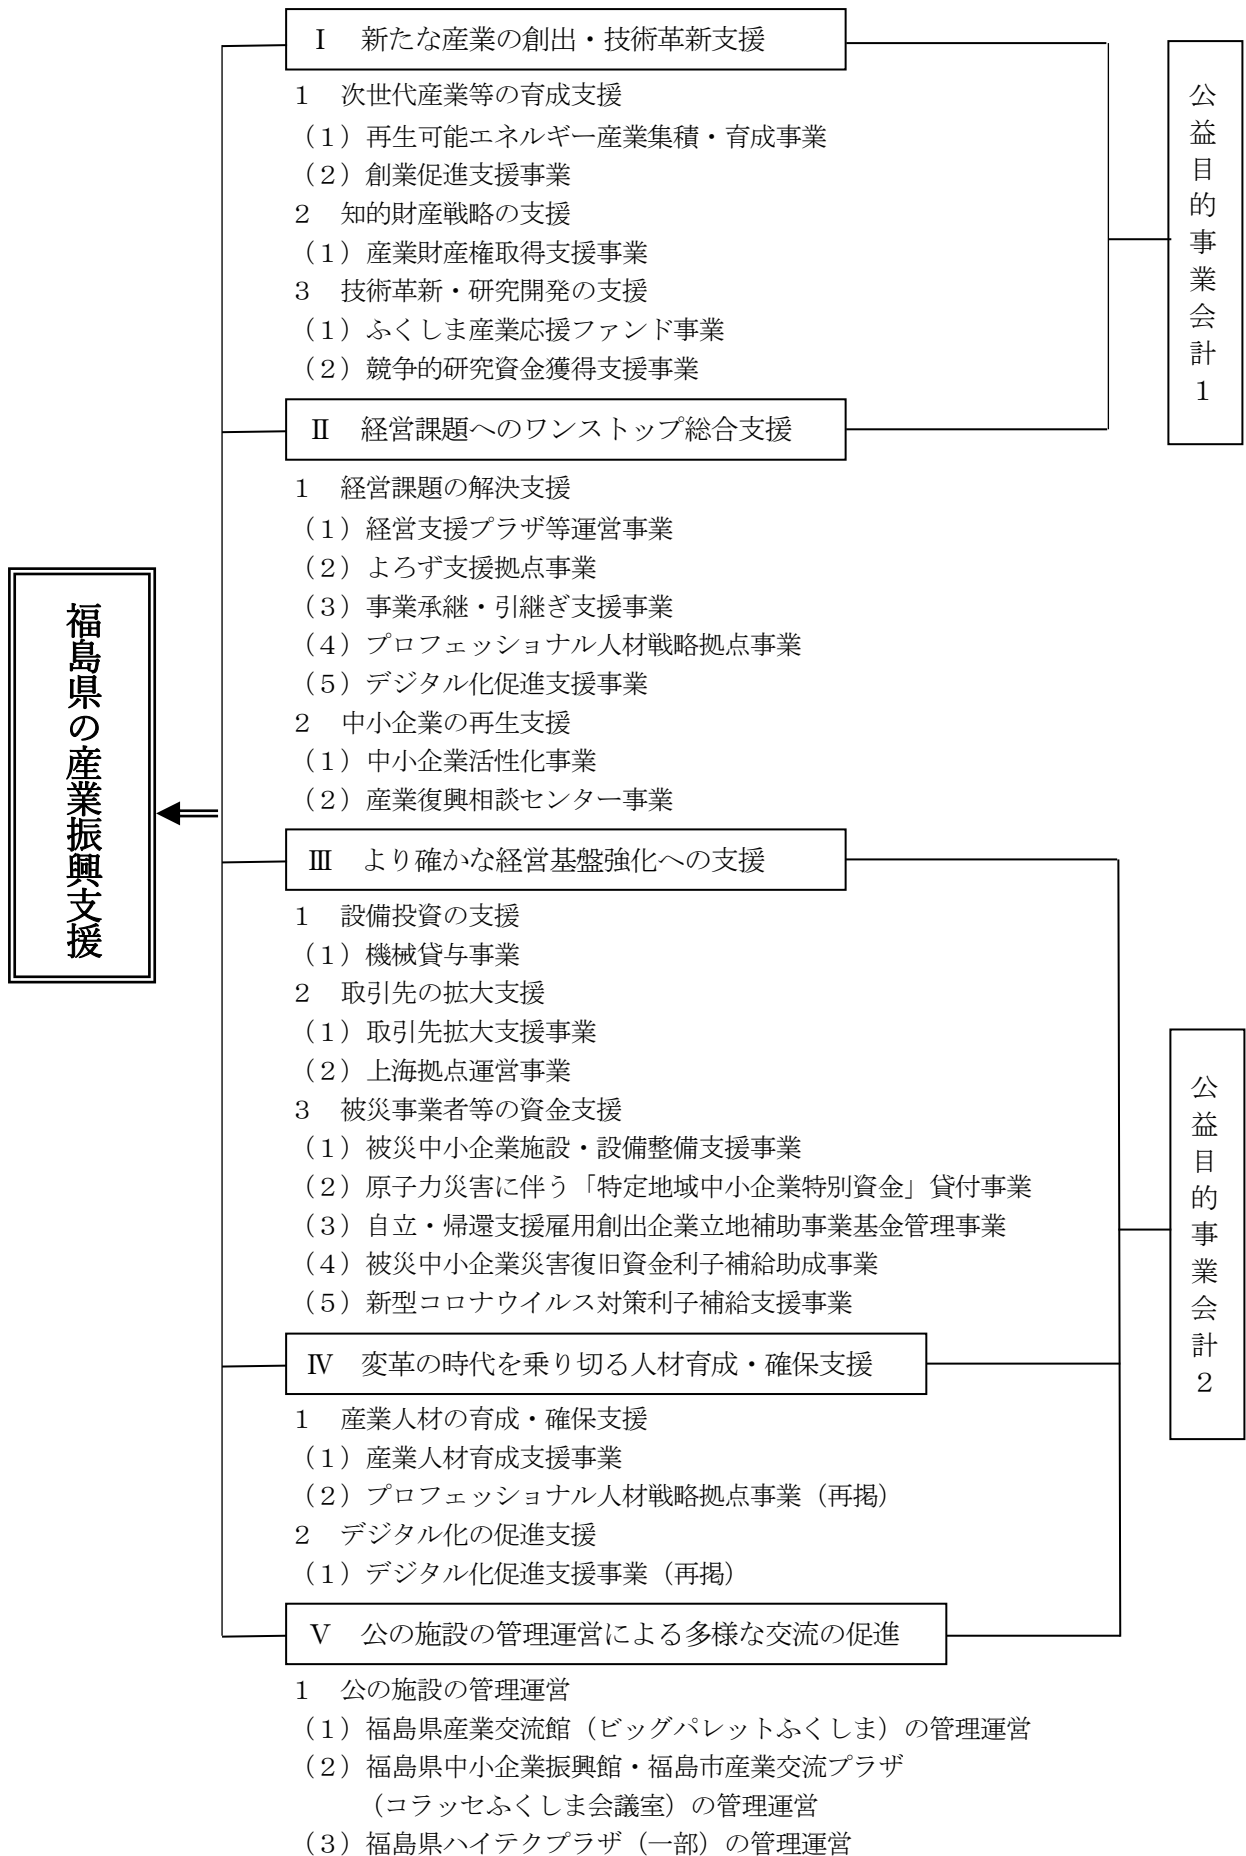 Ⅰ 新たな産業の創出・技術革新支援
1 次世代産業等の育成支援
（1）再生可能エネルギー産業集積・育成事業
（2）創業促進支援事業
2 知的財産戦略の支援
（1）産業財産権取得支援事業
3 技術革新・研究開発の支援
（1）ふくしま産業応援ファンド事業
（2）競争的研究資金獲得支援事業
Ⅱ 経営課題へのワンストップ総合支援
1 経営課題の解決支援
（1）経営支援プラザ等運営事業
（2）よろず支援拠点事業
（3）事業承継・引継ぎ支援事業
（4）プロフェッショナル人材戦略拠点事業
（5）デジタル化促進支援事業
2 中小企業の再生支援
（1）中小企業活性化事業
（2）産業復興相談センター事業
Ⅲ より確かな経営基盤強化への支援
1 設備投資の支援
（1）機械貸与事業
2 取引先の拡大支援
（1）取引先拡大支援事業
（2）上海拠点運営事業
3 被災事業者等の資金支援
（1）被災中小企業施設・設備整備支援事業
（2）原子力災害に伴う「特定地域中小企業特別資金」貸付事業
（3）自立・帰還支援雇用創出企業立地補助事業基金管理事業
（4）被災中小企業災害復旧資金利子補給助成事業
（5）新型コロナウイルス対策利子補給支援事業
Ⅳ 変革の時代を乗り切る人材育成・確保支援
1 産業人材の育成・確保支援
（1）産業人材育成支援事業
（2）プロフェッショナル人材戦略拠点事業（再掲）
2 デジタル化の促進支援
（1）デジタル化促進支援事業（再掲）
Ⅴ 公の施設の管理運営による多様な交流の促進
1 公の施設の管理運営
（1）福島県産業交流館（ビッグパレットふくしま）の管理運営
（2）福島県中小企業振興館・福島市産業交流プラザ
（コラッセふくしま会議室）の管理運営
（3）福島県ハイテクプラザ（一部）の管理運営
福島県の産業振興支援
公益目的事業会計1
公益目的事業会計2